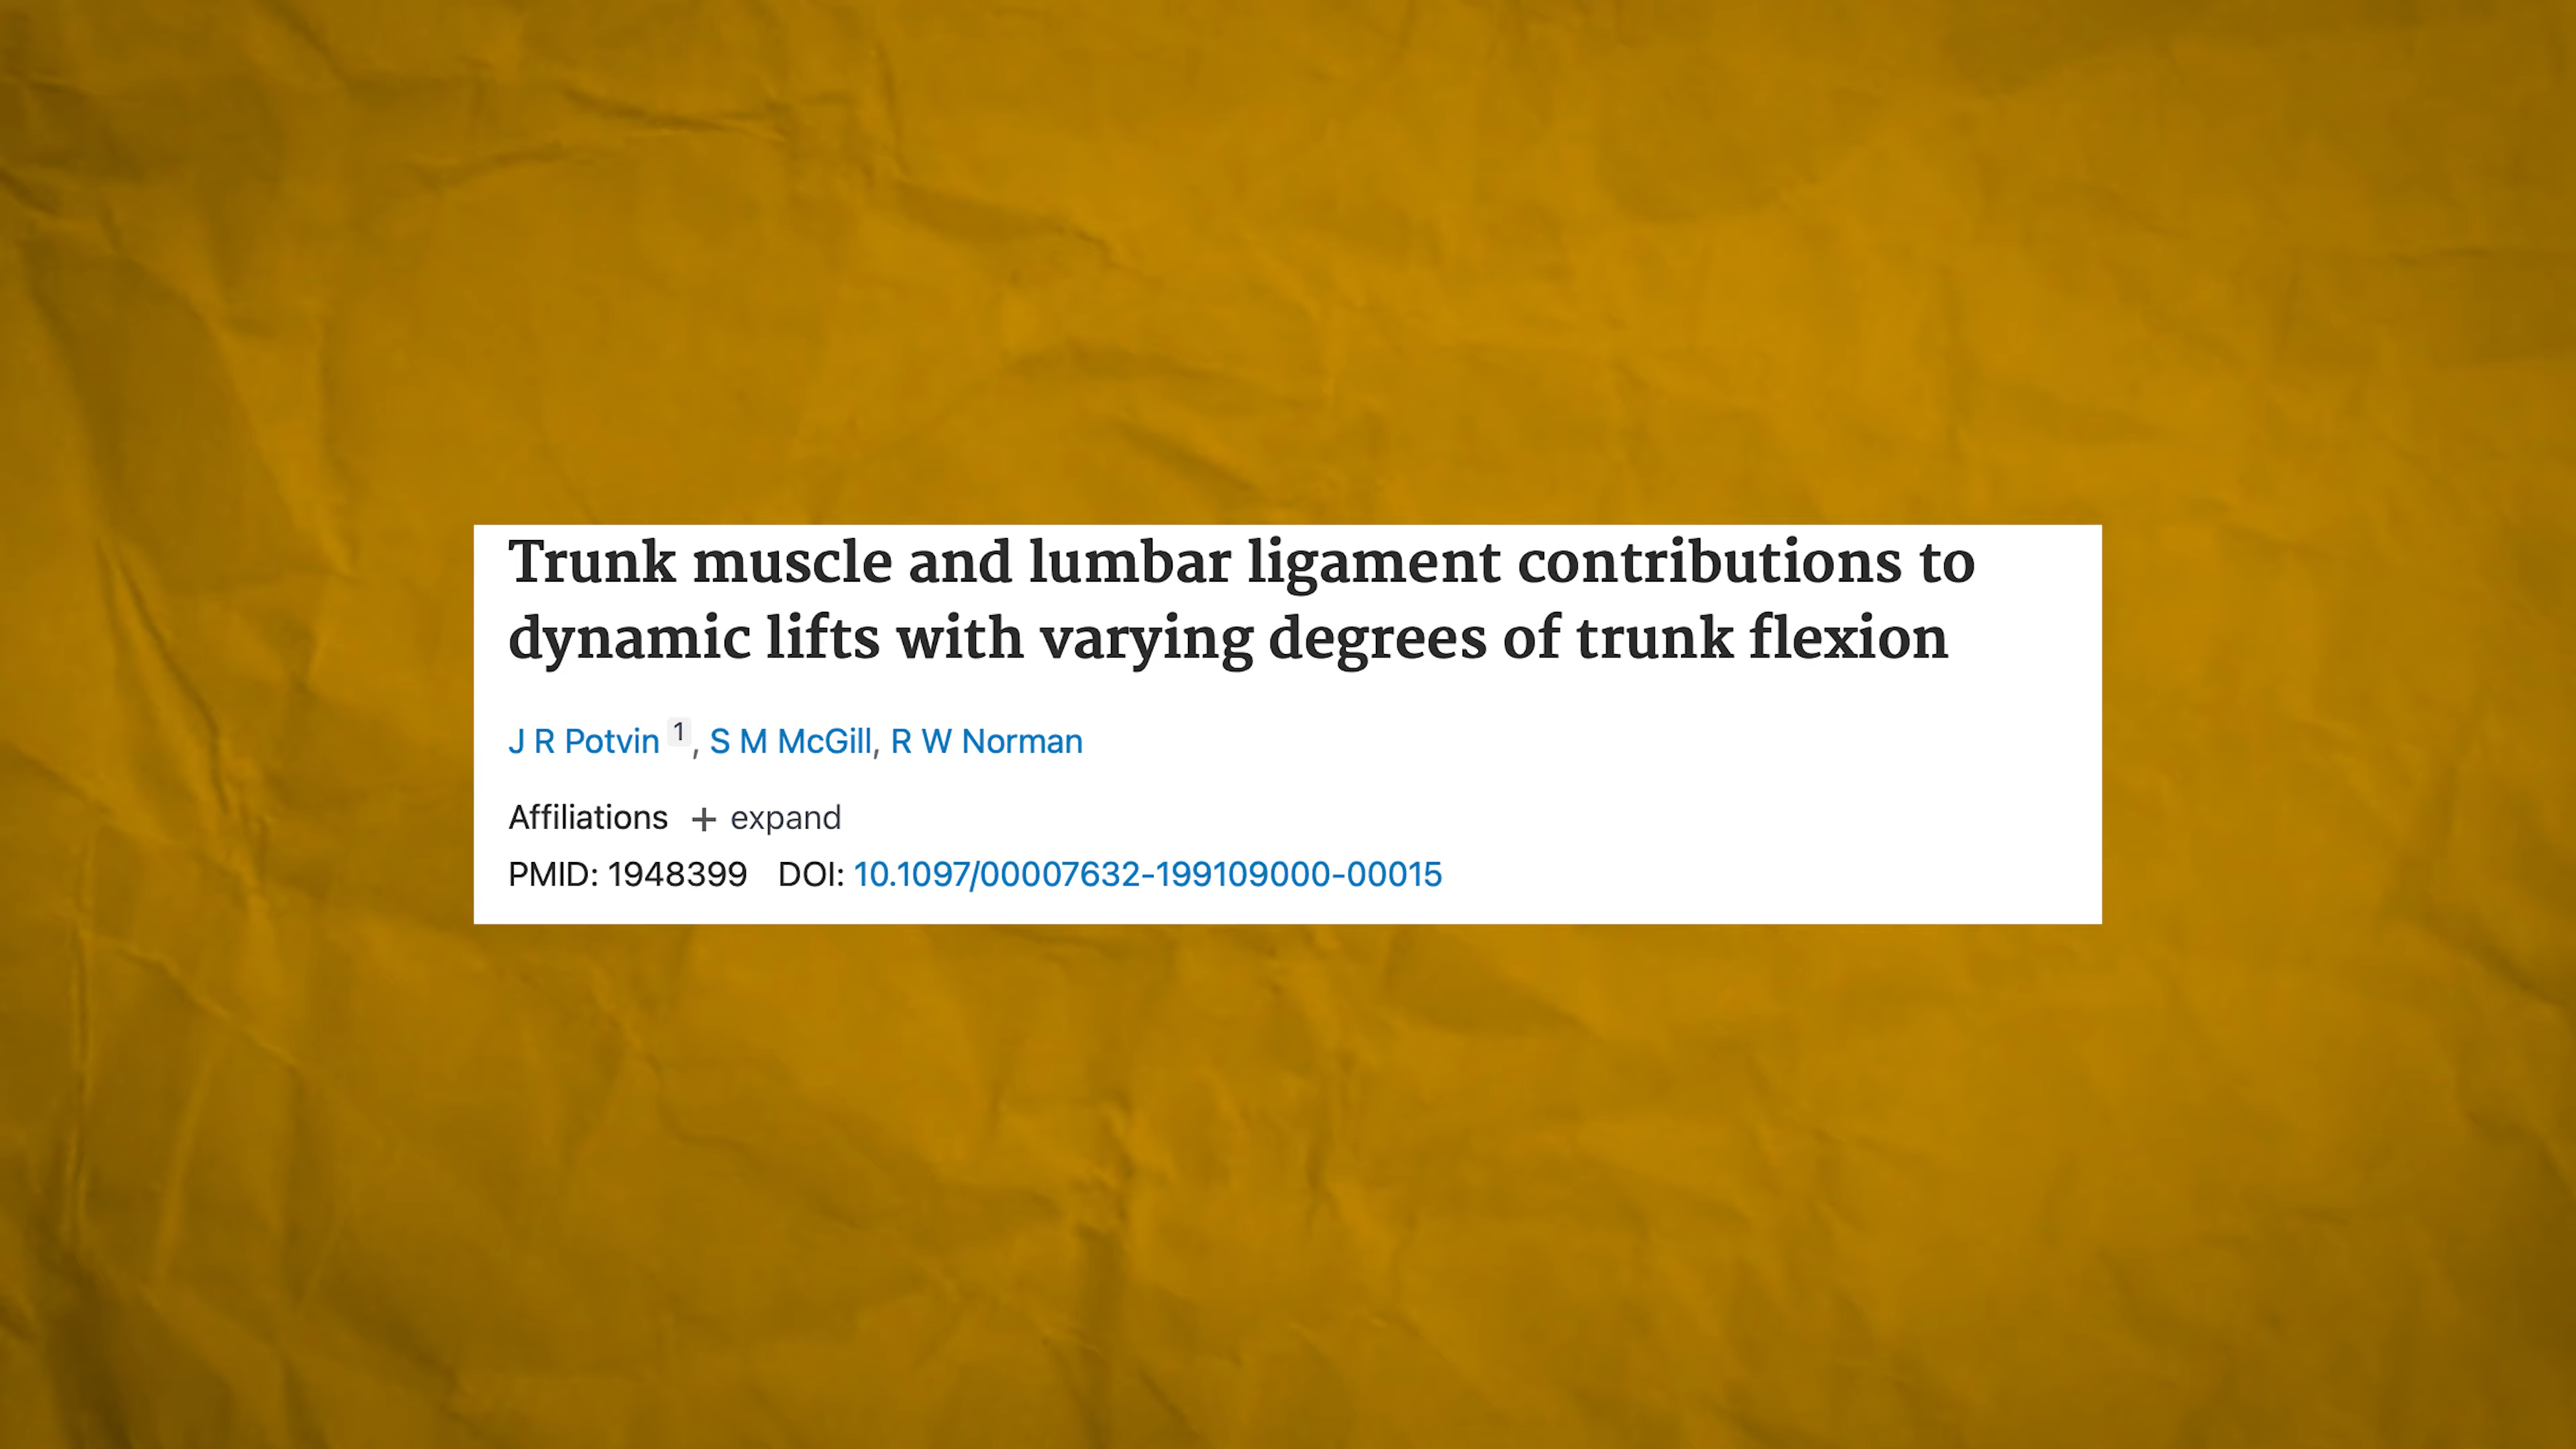 Trunk muscle and lumbar ligament contributions to
dynamic lifts with varying degrees of trunk flexion
J R Potvin 1, S M McGill, R W Norman
Affiliations + expand
PMID: 1948399 DOI: 10.1097/00007632-199109000-00015